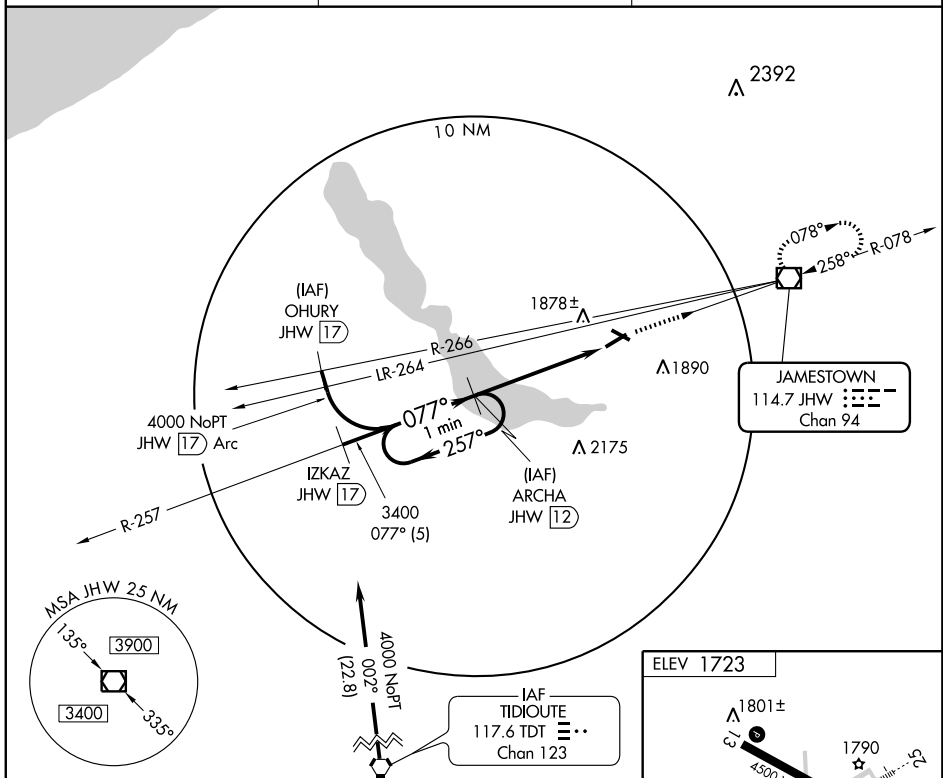 2392
10 NM
078°
258°
R-078
(IAF)
OHURY
JHW 17
1878±
R-266
LR-264
1890
JAMESTOWN
114.7 JHW
Chan 94
4000 NoPT
JHW 17 Arc
077°
1 min
257°
2175
IZKAZ
JHW 17
(IAF)
ARCHA
JHW 12
3400
077° (5)
R-257
MSA JHW 25 NM
135°
3900
3400
335°
4000 NoPT
002°
(22.8)
IAF
TIDIOUTE
117.6 TDT
Chan 123
ELEV 1723
1801±
P
13
1790
25
4500